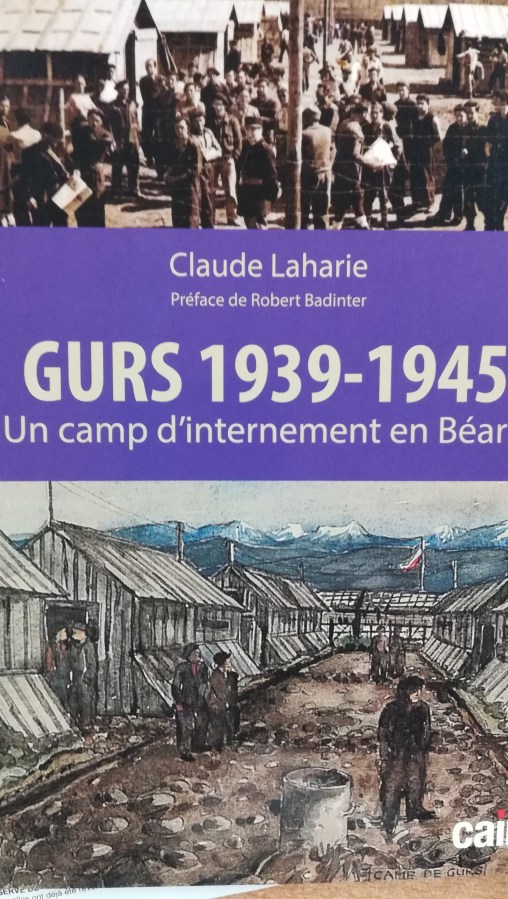 Claude Laharie
Préface de Robert Badinter
GURS 1939-1945
Un camp d'internement en Béar
cai
CAMP DE GURS